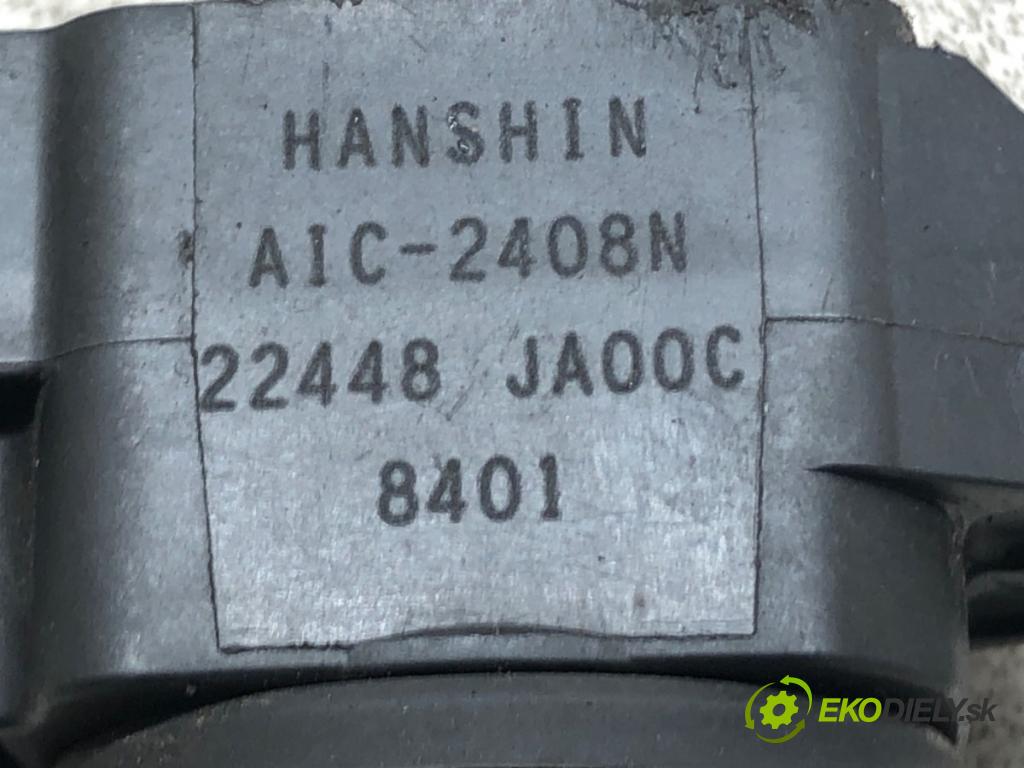 HANSHIN
AIC-2408N
22448 JA00C
8401
EKODIELY.sk